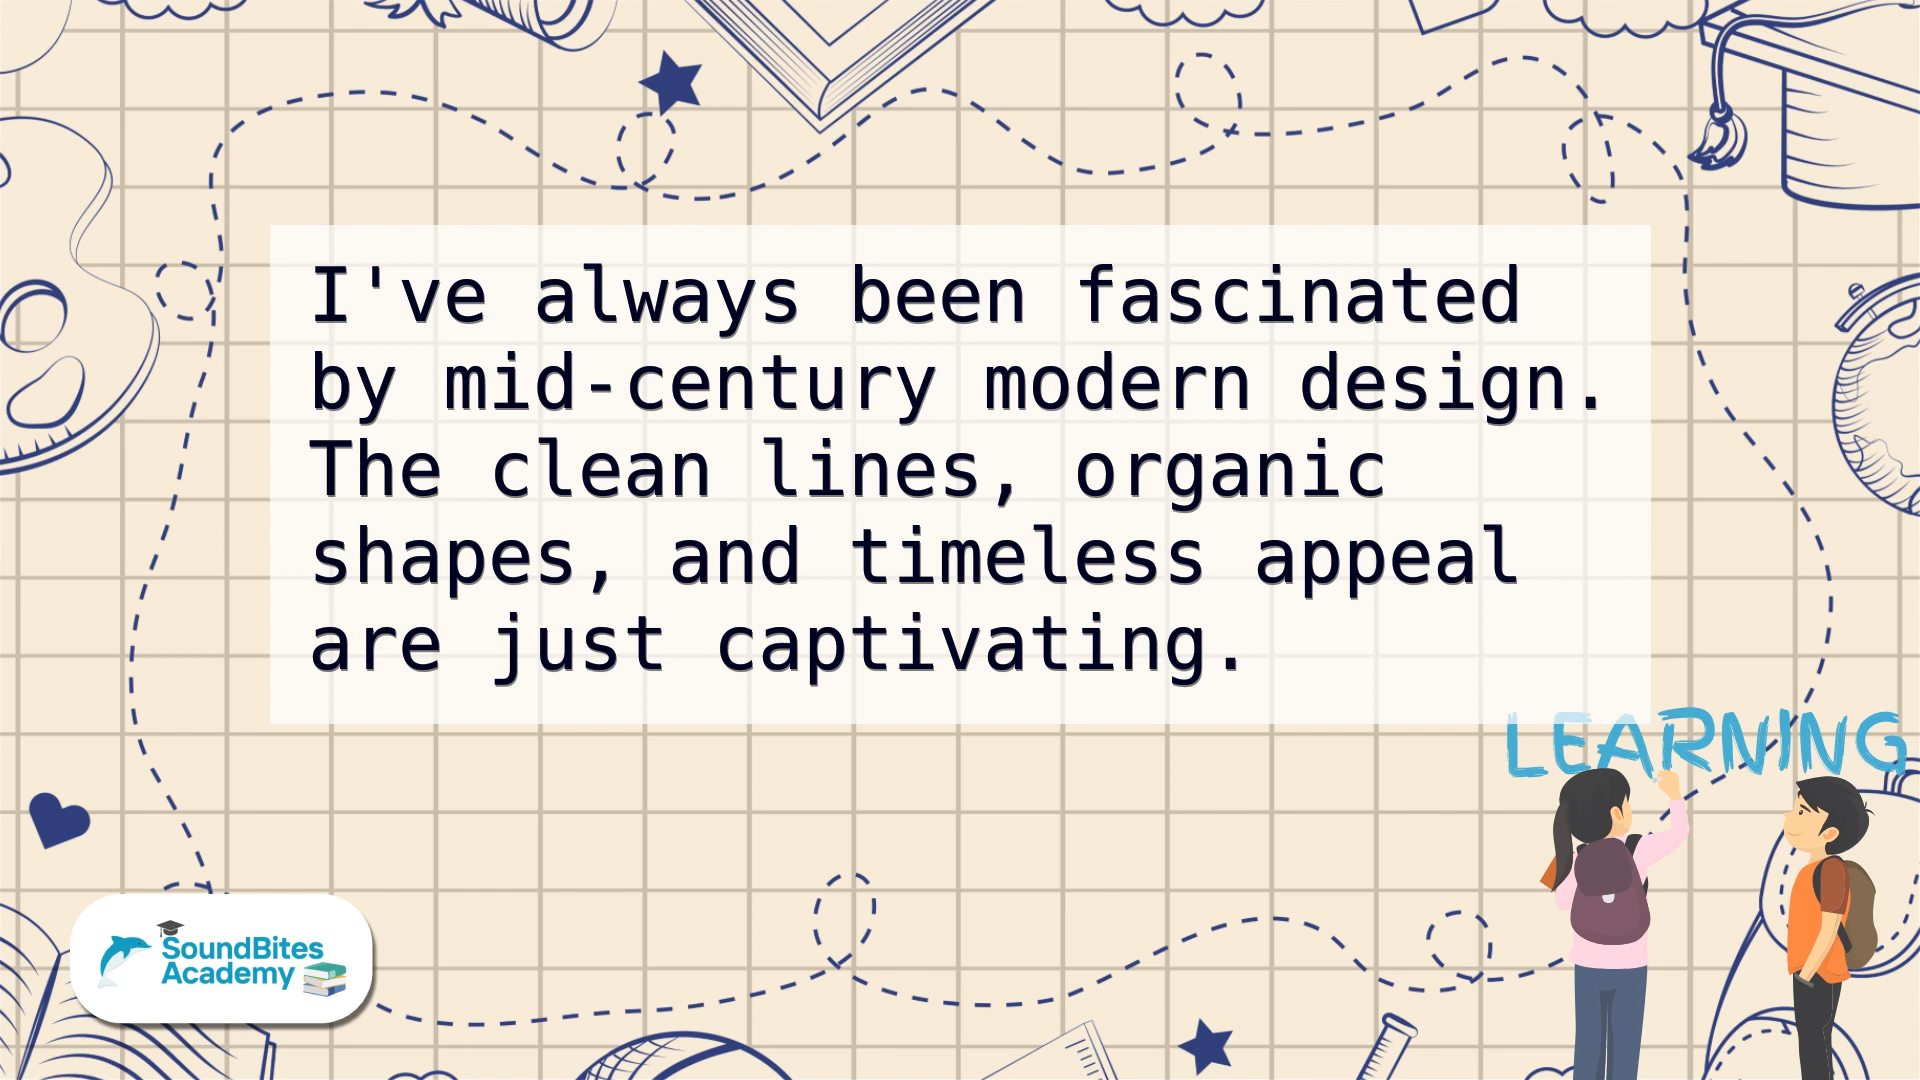 I've always been fascinated
by mid-century modern design.
The clean lines, organic
shapes, and timeless appeal
are just captivating.
LEARNING
SoundBites
Academy